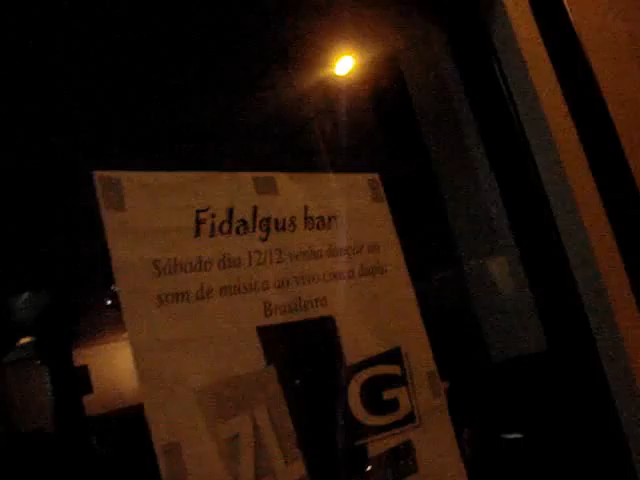 Fidalgus bar
Sábado dia 12/12 venha dançar ao
som de música ao vivo com a dupla
Brasileira
G